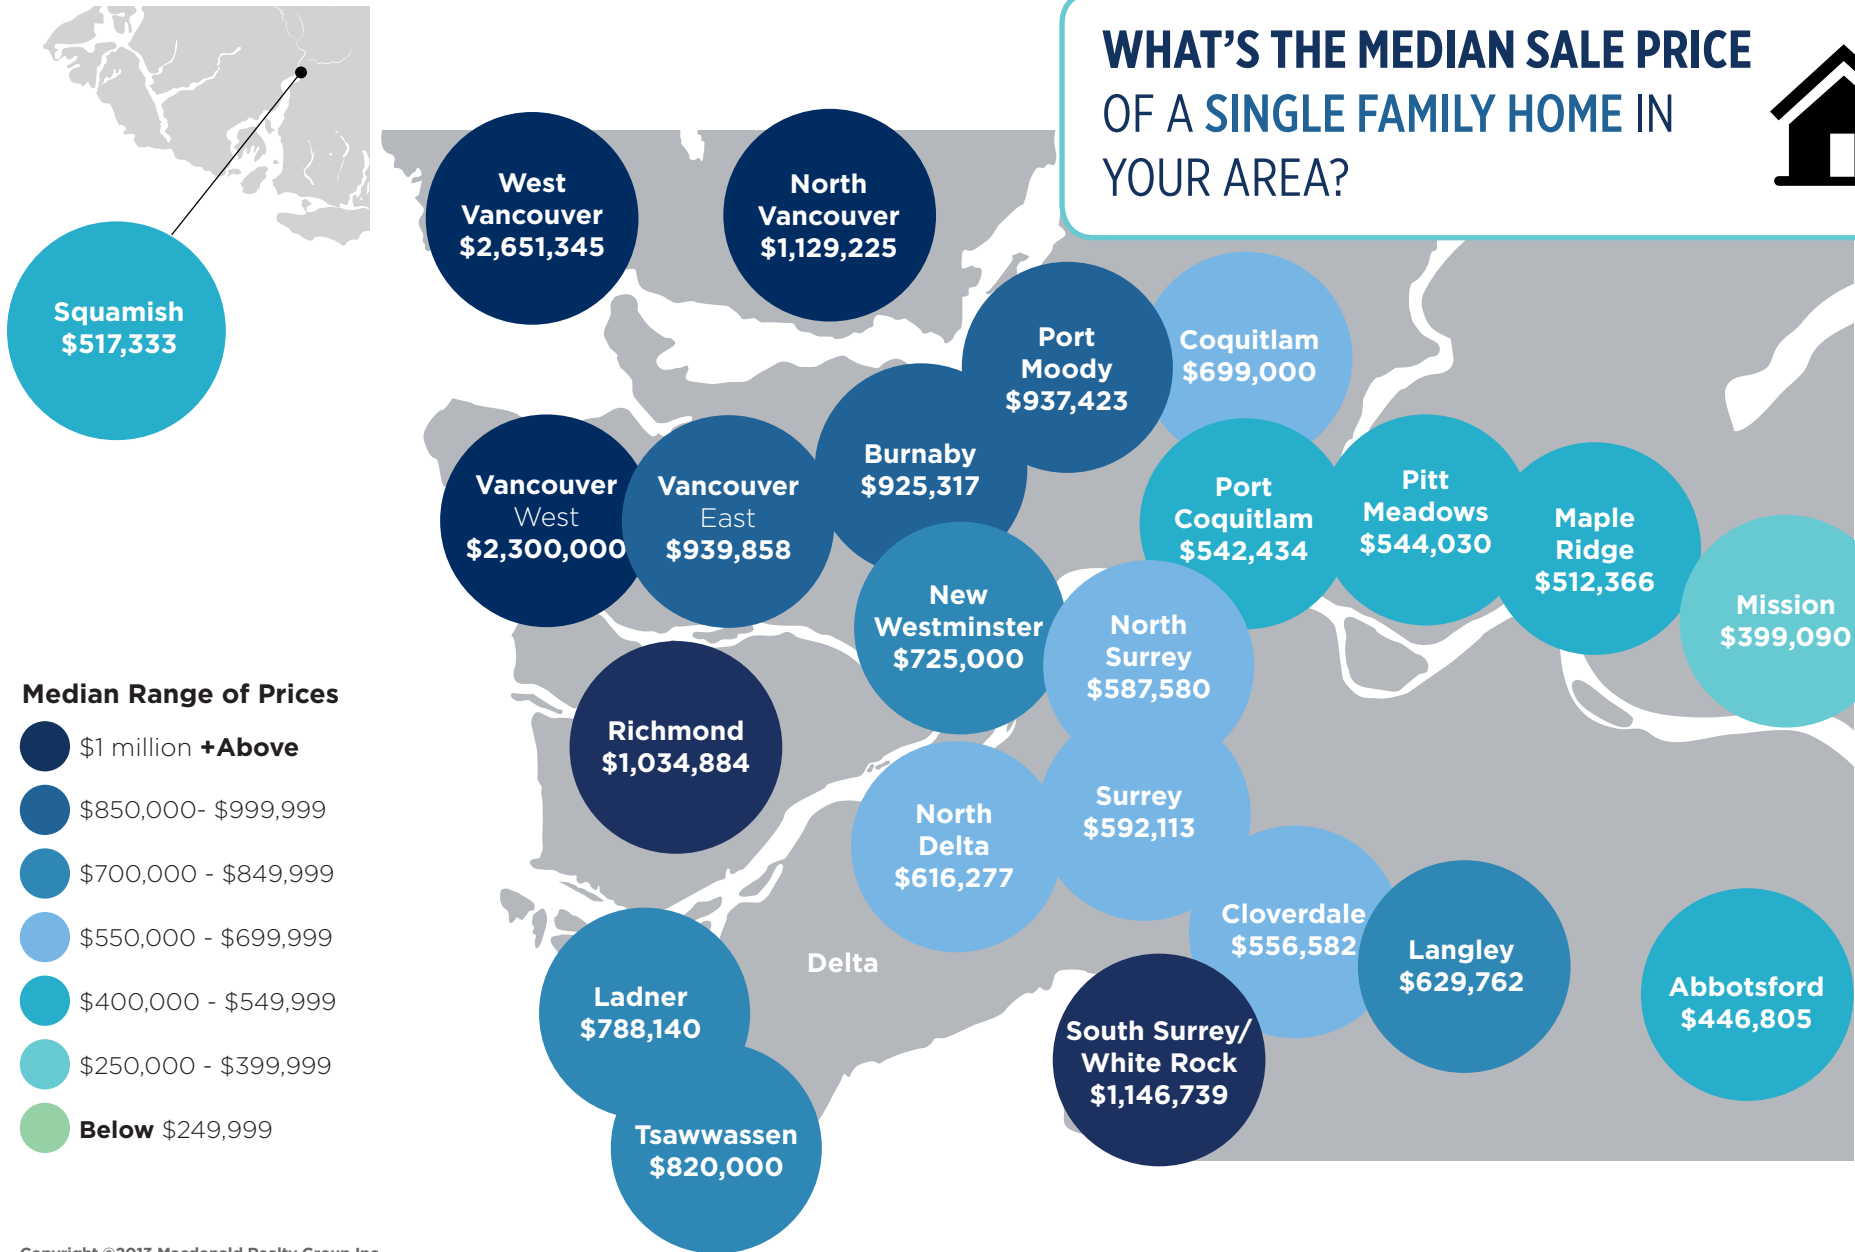 WHAT'S THE MEDIAN SALE PRICE
OF A SINGLE FAMILY HOME IN
YOUR AREA?
West
Vancouver
$2,651,345
North
Vancouver
$1,129,225
Squamish
$517,333
Port
Moody
$937,423
Coquitlam
$699,000
Burnaby
$925,317
Vancouver
West
$2,300,000
Vancouver
East
$939,858
Port
Coquitlam
$542,434
Pitt
Meadows
$544,030
Maple
Ridge
$512,366
Mission
$399,090
New
Westminster
$725,000
North
Surrey
$587,580
Richmond
$1,034,884
North
Delta
$616,277
Surrey
$592,113
Cloverdale
$556,582
Langley
$629,762
Abbotsford
$446,805
Delta
Ladner
$788,140
South Surrey/
White Rock
$1,146,739
Tsawwassen
$820,000
Median Range of Prices
$1 million +Above
$850,000- $999,999
$700,000 - $849,999
$550,000 - $699,999
$400,000 - $549,999
$250,000 - $399,999
Below $249,999
Copyright ©2013 Macdonald Realty Group Inc